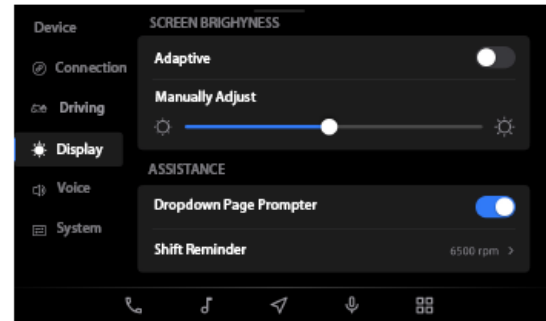 Device
Connection
Driving
Display
Voice
System
SCREEN BRIGHYNESS
Adaptive
Manually Adjust
ASSISTANCE
Dropdown Page Prompter
Shift Reminder
6500 rpm